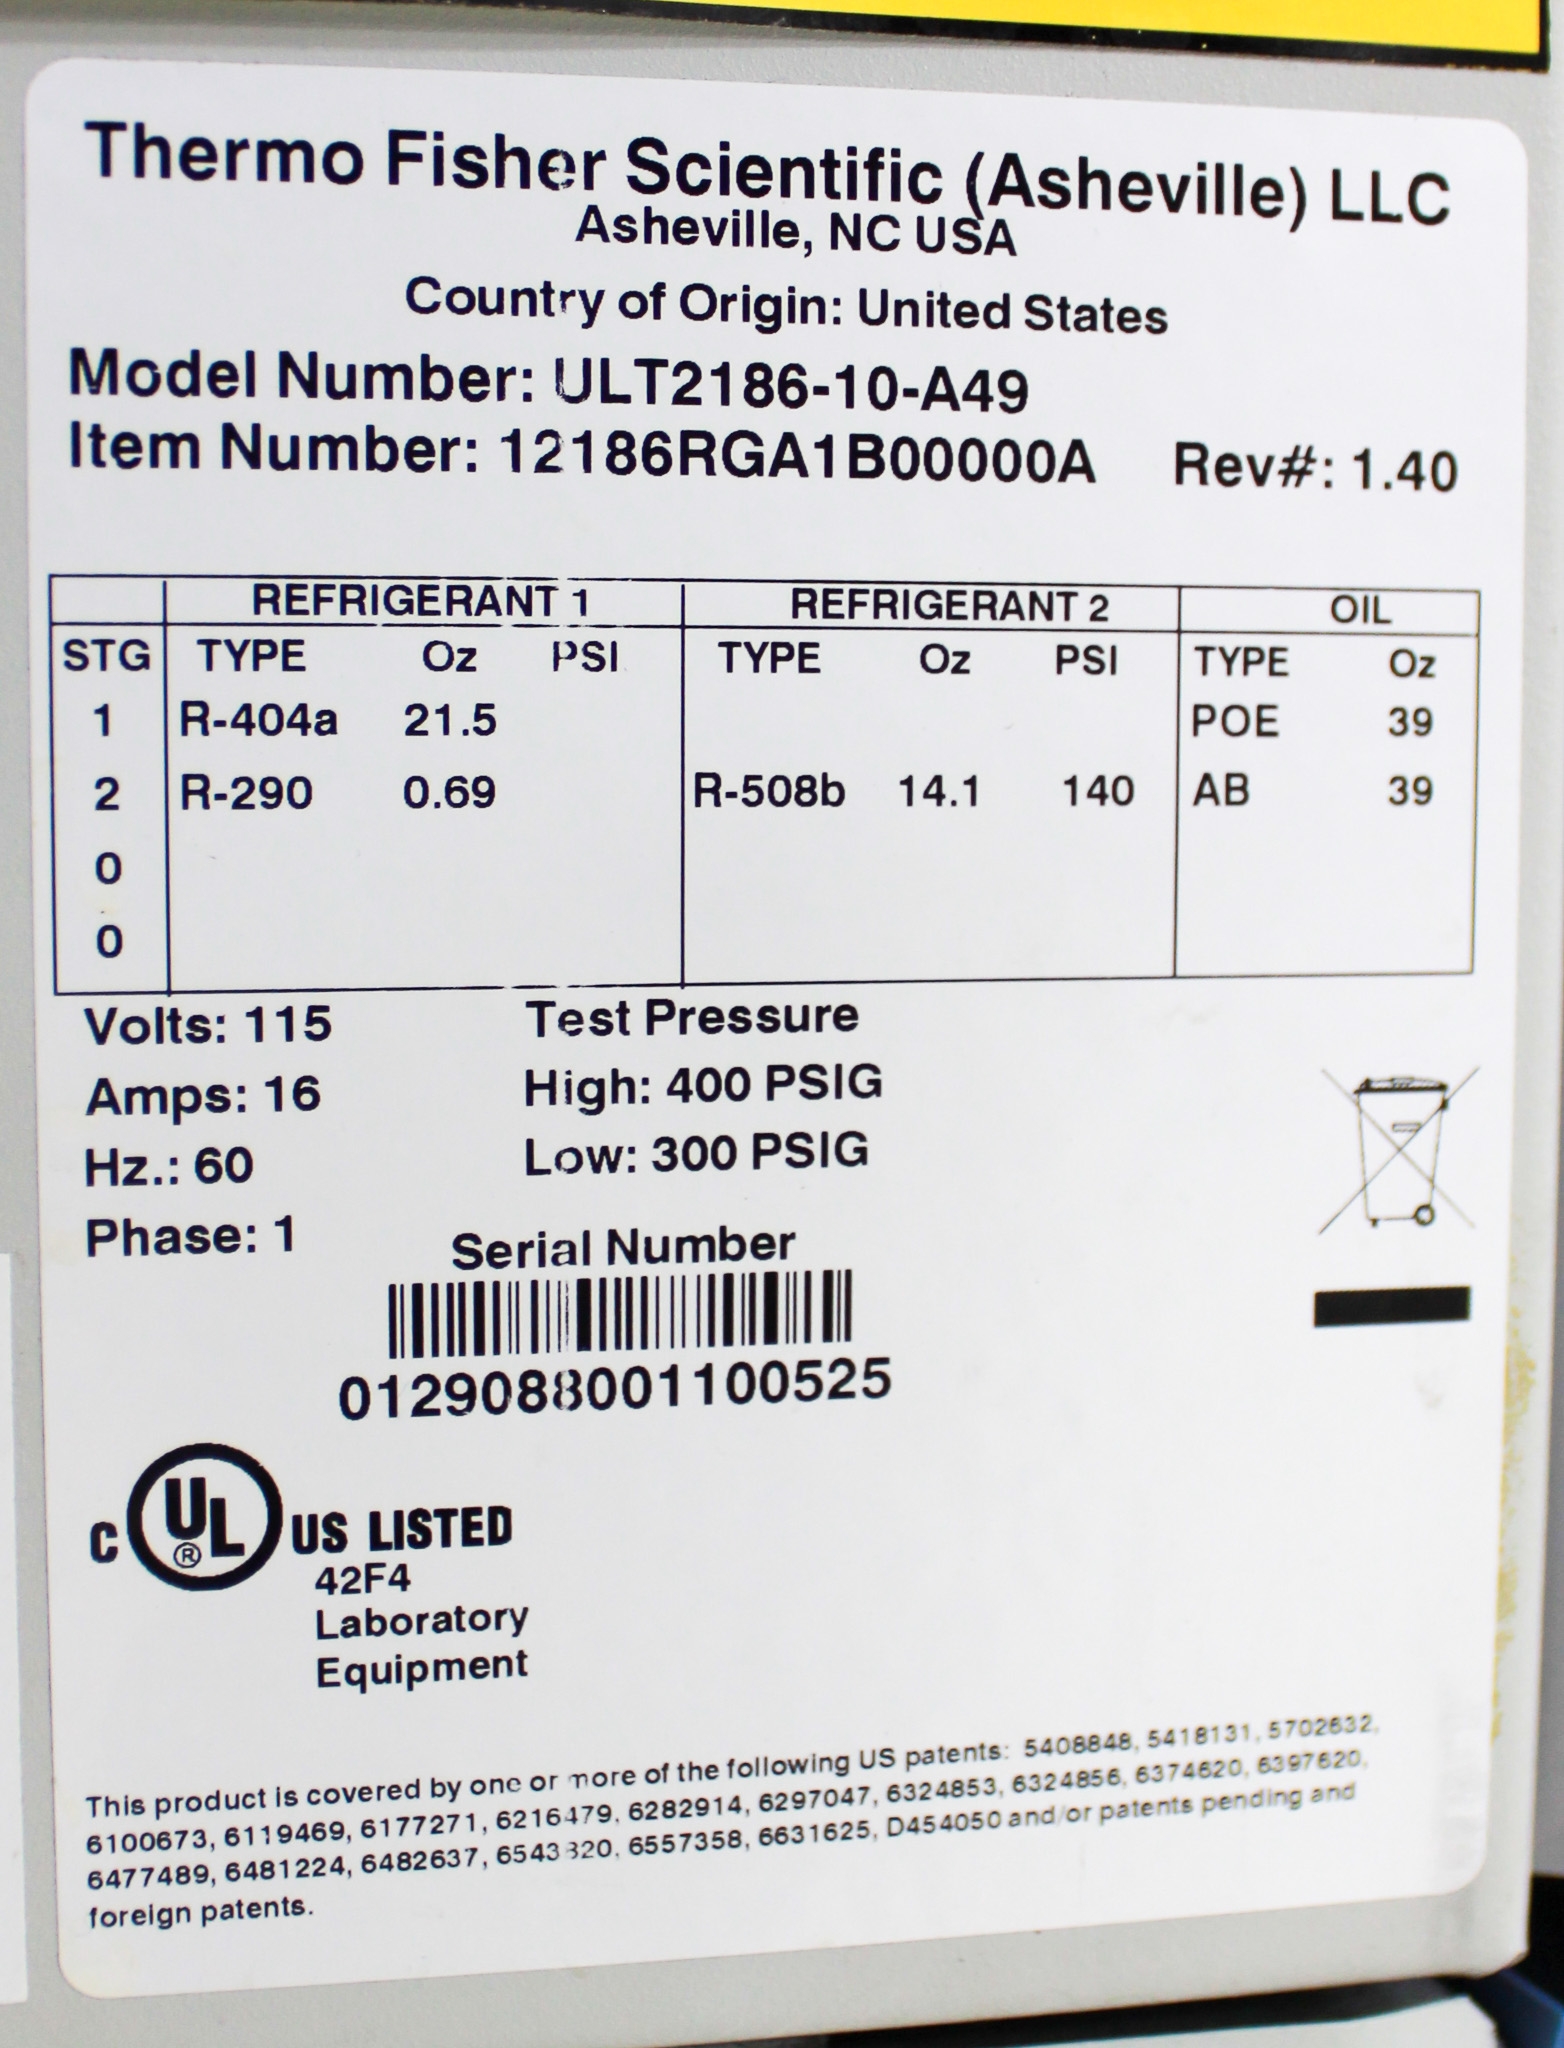 Thermo Fisher Scientific (Asheville) LLC
Asheville, NC USA
Country of Origin: United States
Model Number: ULT2186-10-A49
Item Number: 12186RGA1B00000A Rev#: 1.40
REFRIGERANT 1 REFRIGERANT 2 OIL
STG TYPE Oz PSI TYPE Oz PSI TYPE Oz
1 R-404a 21.5 POE 39
2 R-290 0.69 R-508b 14.1 140 AB 39
0
0
Volts: 115 Test Pressure
Amps: 16 High: 400 PSIG
Hz.: 60 Low: 300 PSIG
Phase: 1
Serial Number
0129088001100525
C UL® US LISTED
42F4
Laboratory
Equipment
This product is covered by one or more of the following US patents: 5408848, 5418131, 5702632,
6100673, 6119469, 6177271, 6216479, 6282914, 6297047, 6324853, 6324856, 6374620, 6397620,
6477489, 6481224, 6482637, 6543320, 6557358, 6631625, D454050 and/or patents pending and
foreign patents.